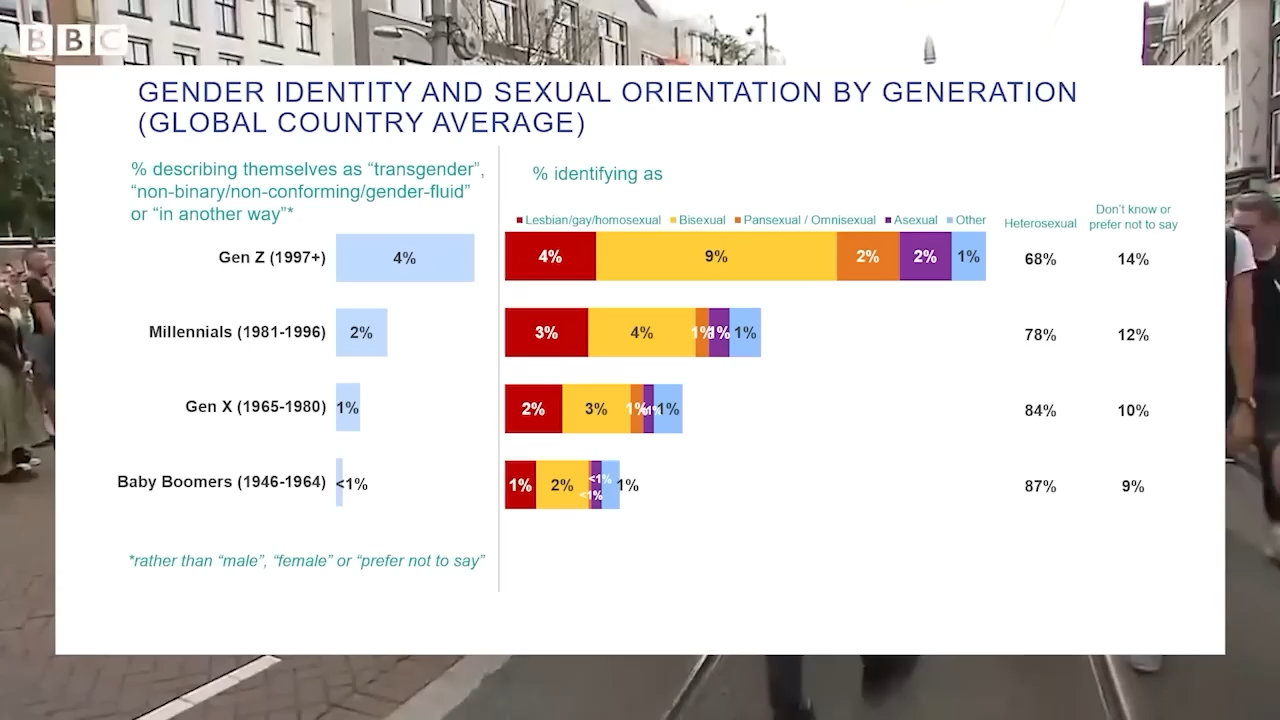 BBC
GENDER IDENTITY AND SEXUAL ORIENTATION BY GENERATION
(GLOBAL COUNTRY AVERAGE)
% describing themselves as “transgender”,
“non-binary/non-conforming/gender-fluid”
or “in another way”*
% identifying as
Lesbian/gay/homosexual Bisexual Pansexual / Omnisexual Asexual Other
Heterosexual
Don’t know or
prefer not to say
Gen Z (1997+) 4% 4% 9% 2% 2% 1% 68% 14%
Millennials (1981-1996) 2% 3% 4% 1% 1% 1% 78% 12%
Gen X (1965-1980) 1% 2% 3% 1% <1% 1% 84% 10%
Baby Boomers (1946-1964) <1% 1% 2% <1% <1% 1% 87% 9%
*rather than “male”, “female” or “prefer not to say”